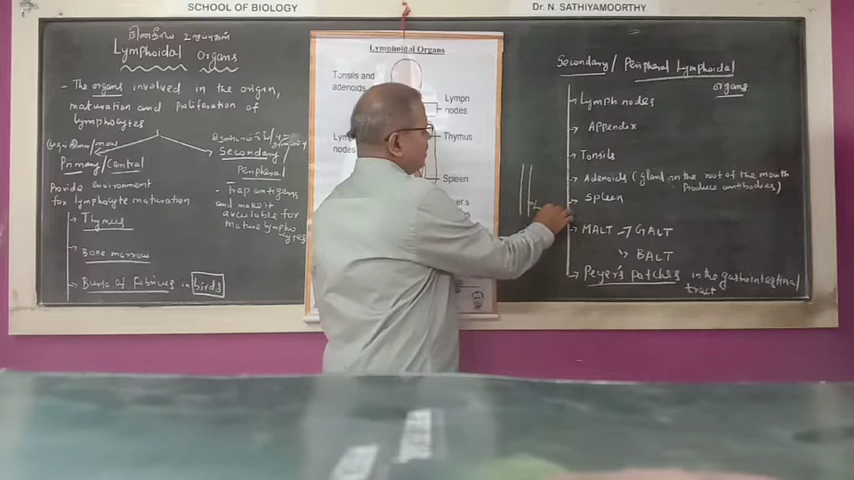 SCHOOL OF BIOLOGY
Dr. N. SATHIYAMOORTHY
Lymphoidal Organs
- The organs involved in the origin,
maturation and proliferation of
lymphocytes
Primary/Central
Provide environment
for lymphocyte maturation
Thymus
Bone marrow
Bursa of Fabricus in birds
Secondary/
Peripheral
- Trap antigens
and make it
available for
mature lympho
cytes
Lymphoidal Organs
Tonsis and
adenoids
Lymph
nodes
Thymus
Spleen
Secondary/ Peripheral Lymphoidal
organs
Lymph nodes
Appendix
Tonsils
Adenoids (gland in the roof of the mouth
Produce antibodies)
Spleen
MALT → GALT
BALT
Peyer's Patches in the gastrointestinal
tract